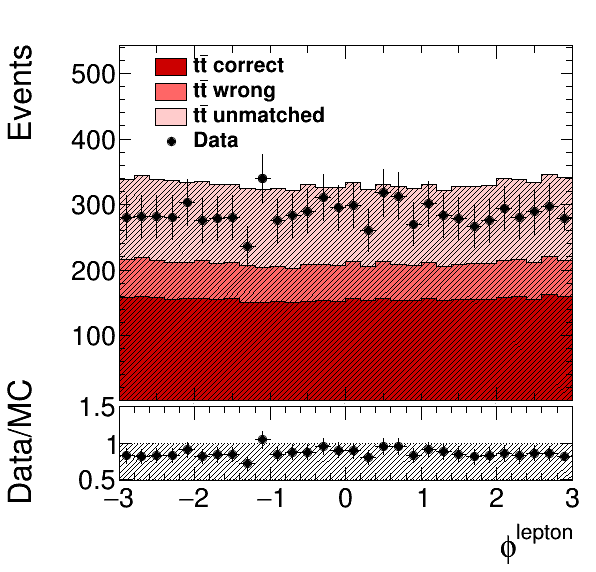 Events
500
400
300
200
100
tt̄ correct
tt̄ wrong
tt̄ unmatched
Data
Data/MC
1.5
1
0.5
−3 −2 −1 0 1 2 3
ϕ^lepton